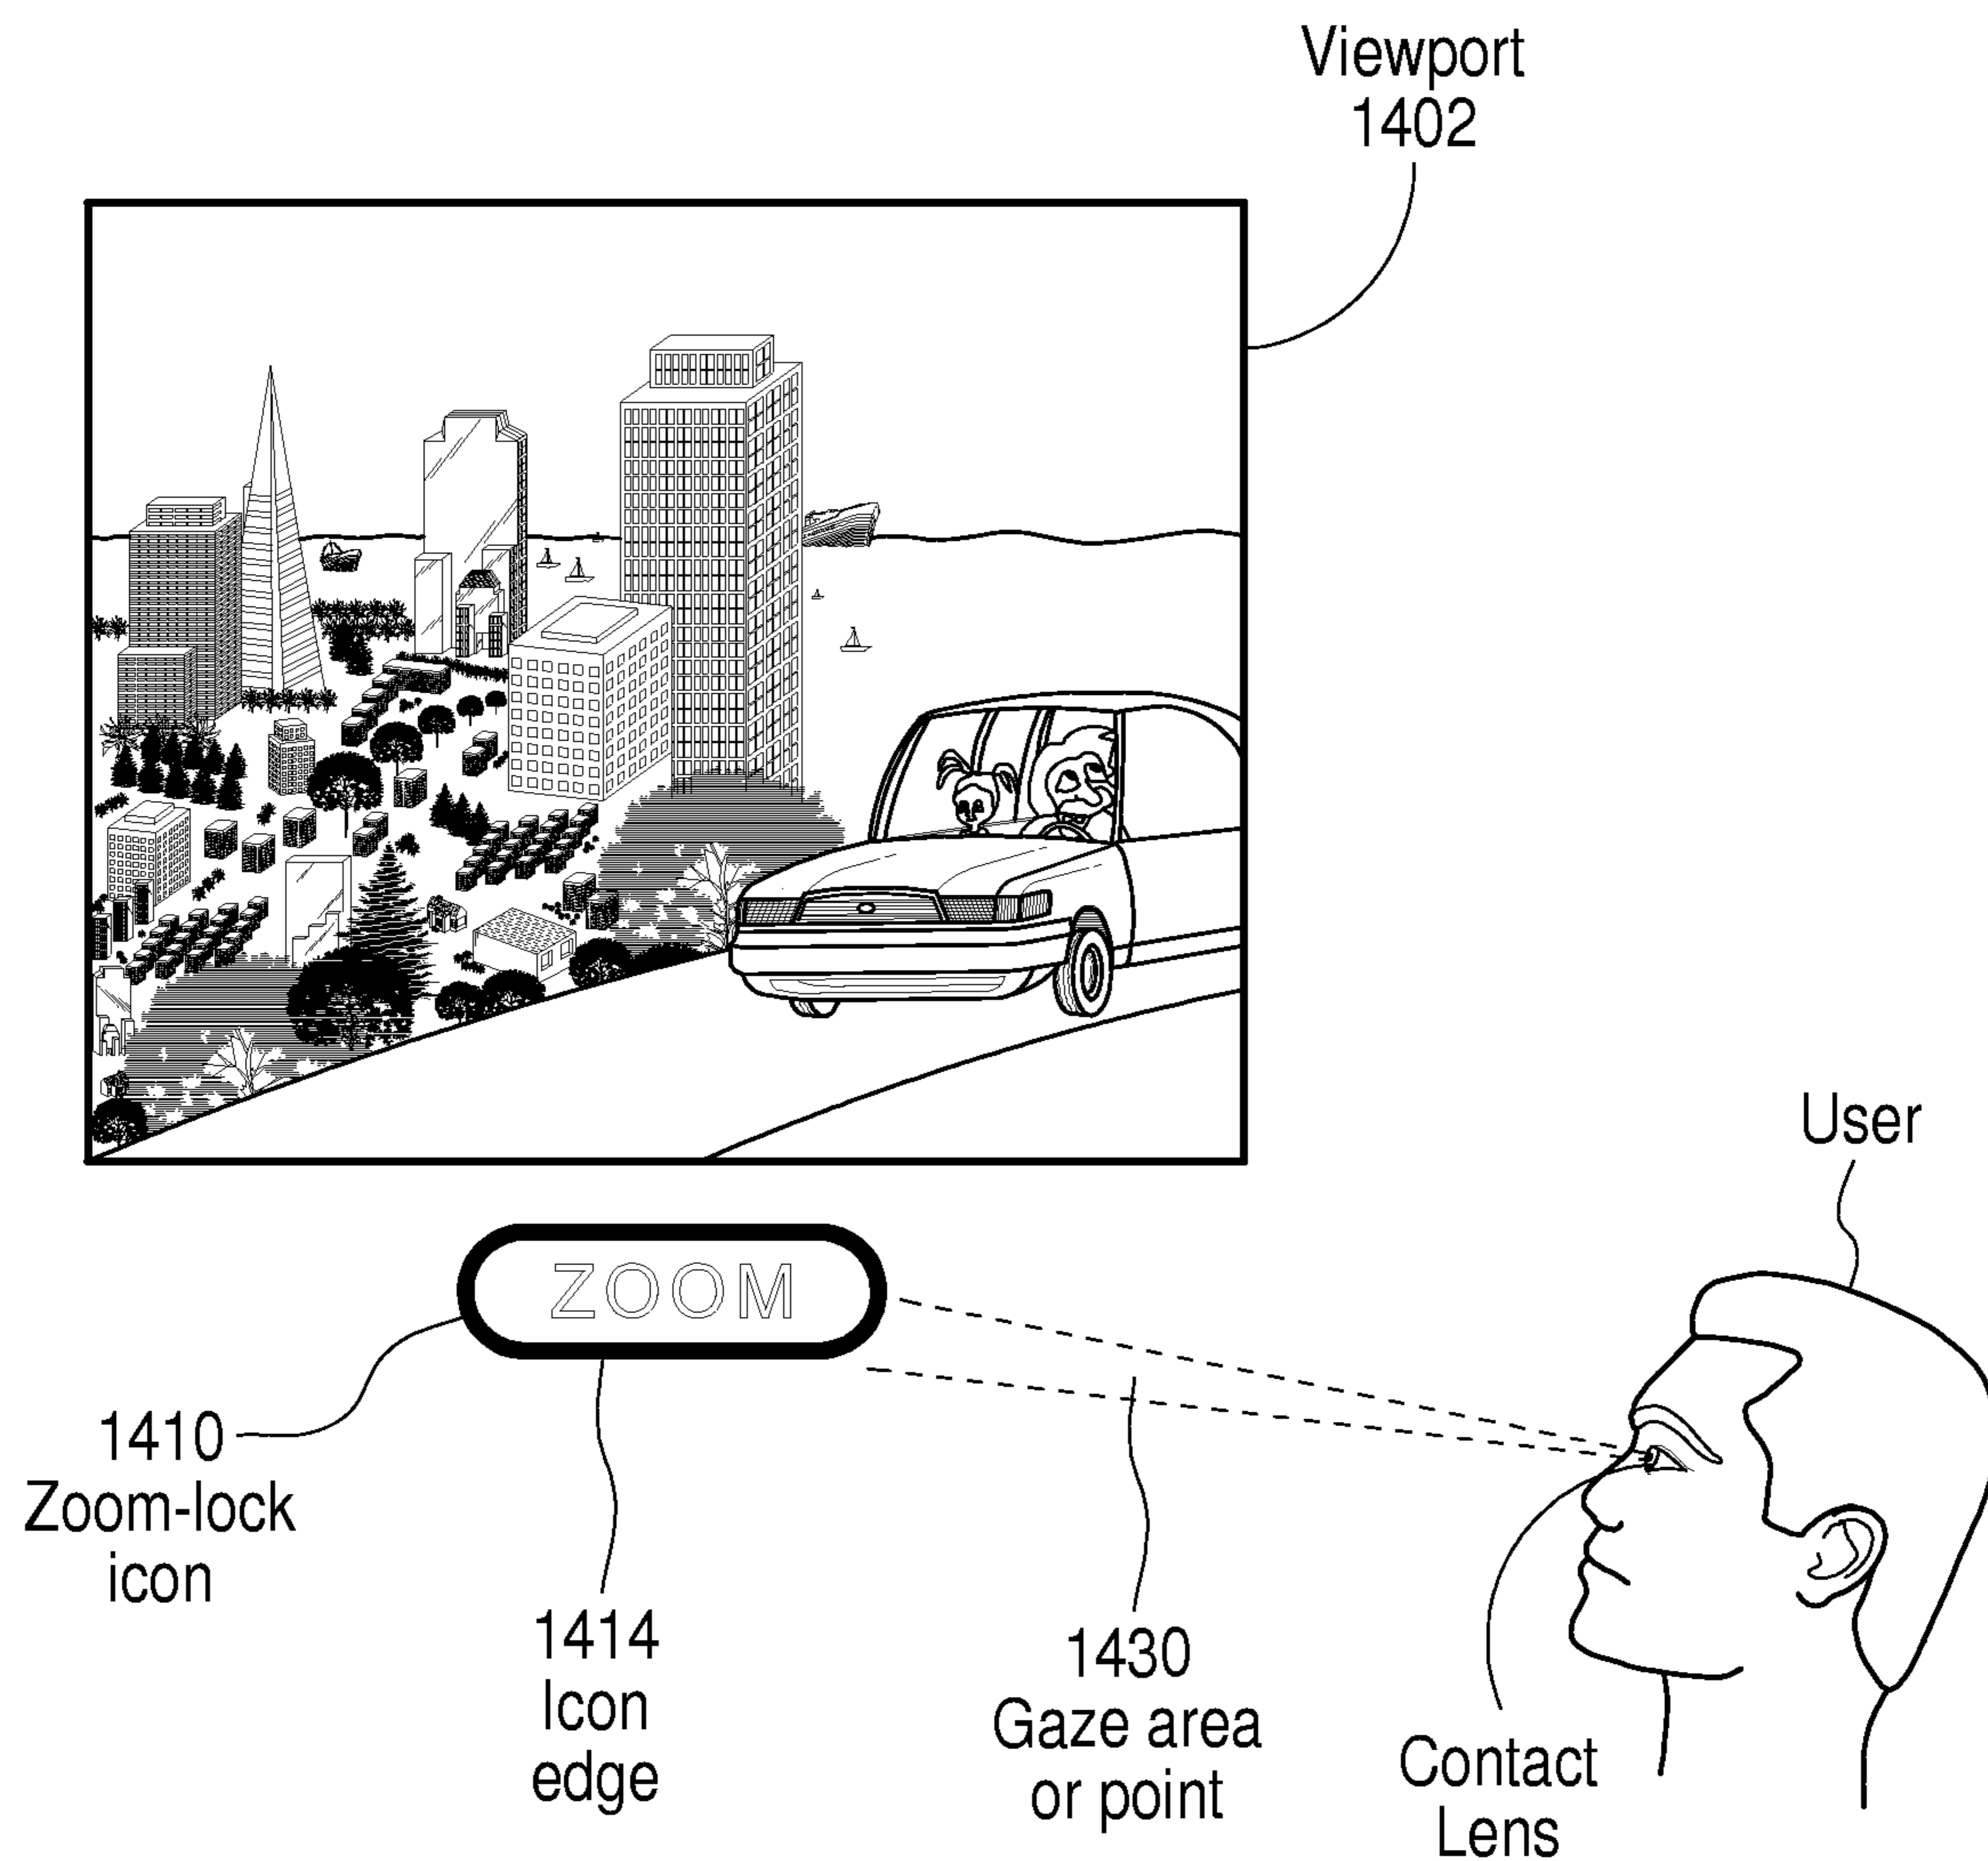 Viewport
1402
User
ZOOM
1410
Zoom-lock
icon
1414
Icon
edge
1430
Gaze area
or point
Contact
Lens